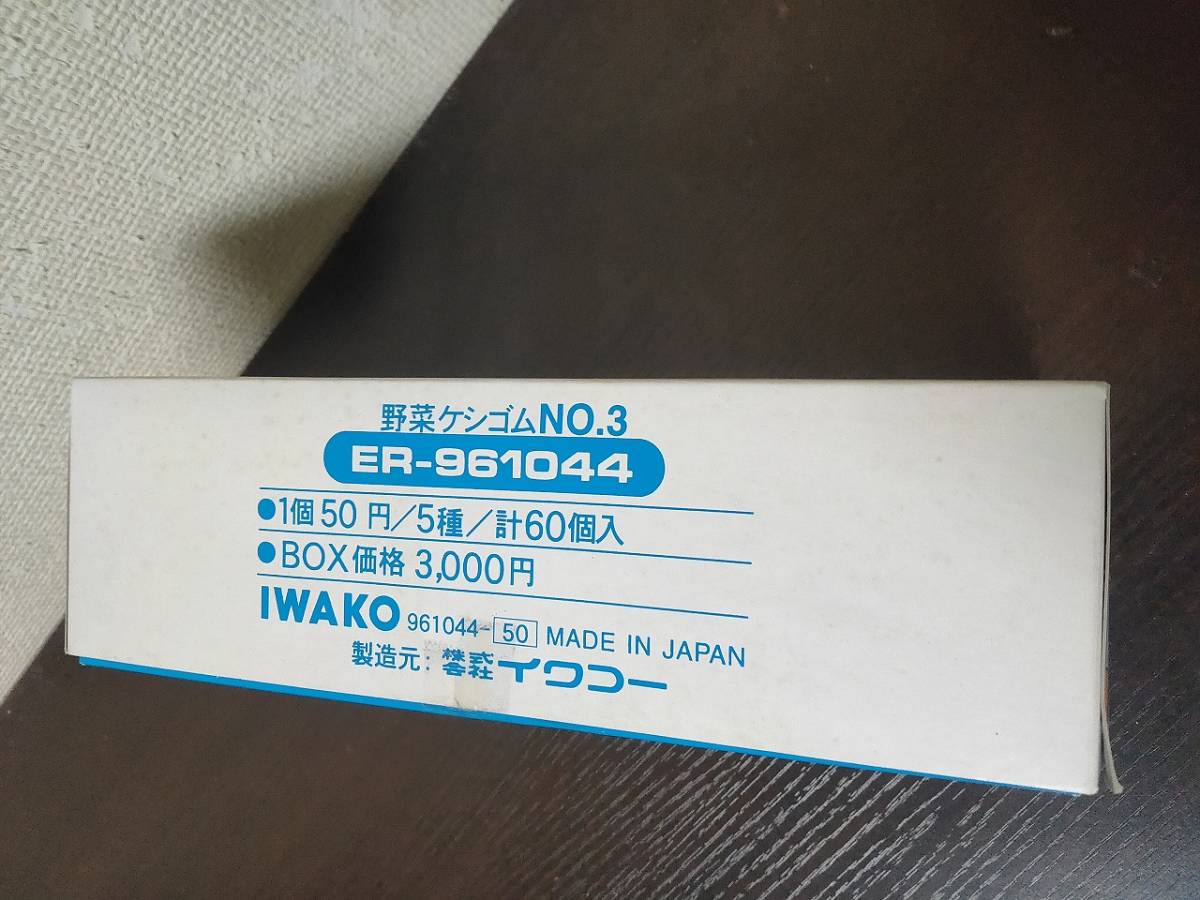 野菜ケシゴムNO.3
ER-961044
●1個50円/5種/計60個入
●BOX価格 3,000円
IWAKO 961044-50 MADE IN JAPAN
製造元:株式会社イワコー